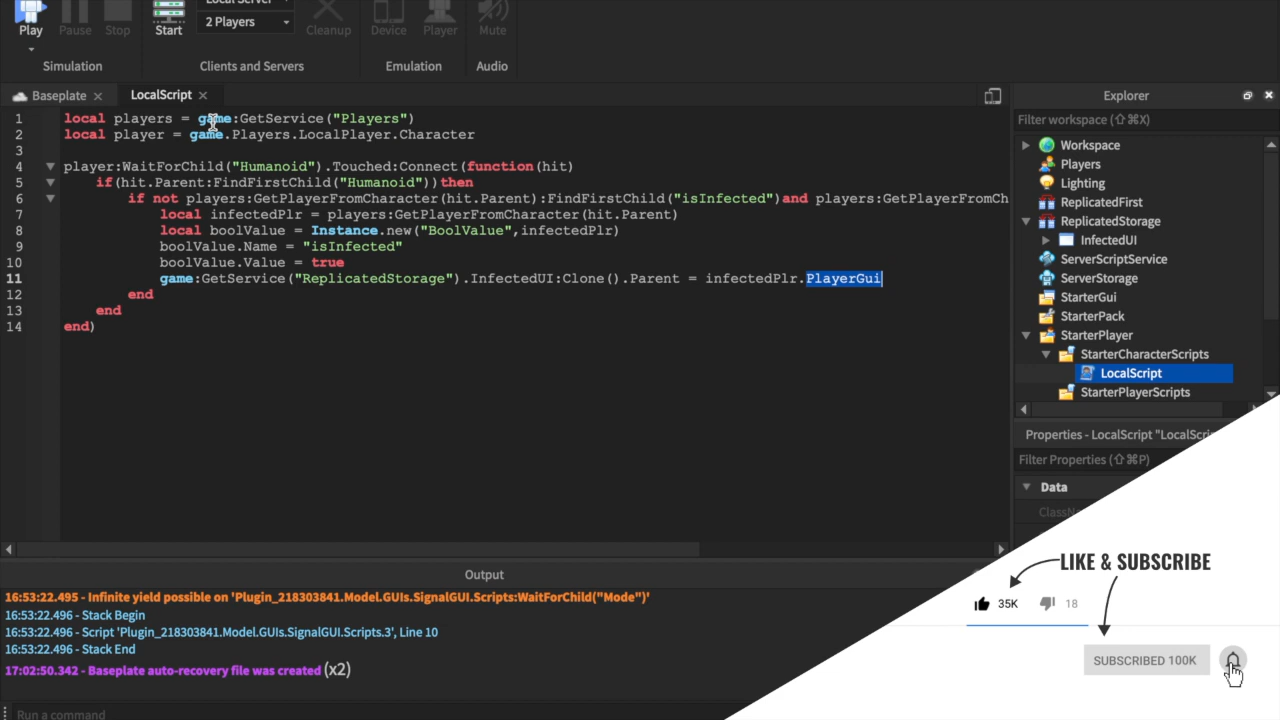 Local Server
Play
Pause
Stop
Start
2 Players
Cleanup
Device
Player
Mute
Simulation
Clients and Servers
Emulation
Audio
Baseplate ×
LocalScript ×
1 local players = game:GetService("Players")
2 local player = game.Players.LocalPlayer.Character
3
4 player:WaitForChild("Humanoid").Touched:Connect(function(hit)
5 if(hit.Parent:FindFirstChild("Humanoid"))then
6 if not players:GetPlayerFromCharacter(hit.Parent):FindFirstChild("isInfected")and players:GetPlayerFromCh
7 local infectedPlr = players:GetPlayerFromCharacter(hit.Parent)
8 local boolValue = Instance.new("BoolValue",infectedPlr)
9 boolValue.Name = "isInfected"
10 boolValue.Value = true
11 game:GetService("ReplicatedStorage").InfectedUI:Clone().Parent = infectedPlr.PlayerGui
12 end
13 end
14 end)
Explorer
Filter workspace (⇧⌘X)
Workspace
Players
Lighting
ReplicatedFirst
ReplicatedStorage
InfectedUI
ServerScriptService
ServerStorage
StarterGui
StarterPack
StarterPlayer
StarterCharacterScripts
LocalScript
StarterPlayerScripts
Properties - LocalScript "LocalScri
Filter Properties (⇧⌘P)
Data
ClassN
Output
16:53:22.495 - Infinite yield possible on 'Plugin_218303841.Model.GUIs.SignalGUI.Scripts:WaitForChild("Mode")'
16:53:22.496 - Stack Begin
16:53:22.496 - Script 'Plugin_218303841.Model.GUIs.SignalGUI.Scripts.3', Line 10
16:53:22.496 - Stack End
17:02:50.342 - Baseplate auto-recovery file was created (x2)
Run a command
LIKE & SUBSCRIBE
35K
18
SUBSCRIBED 100K